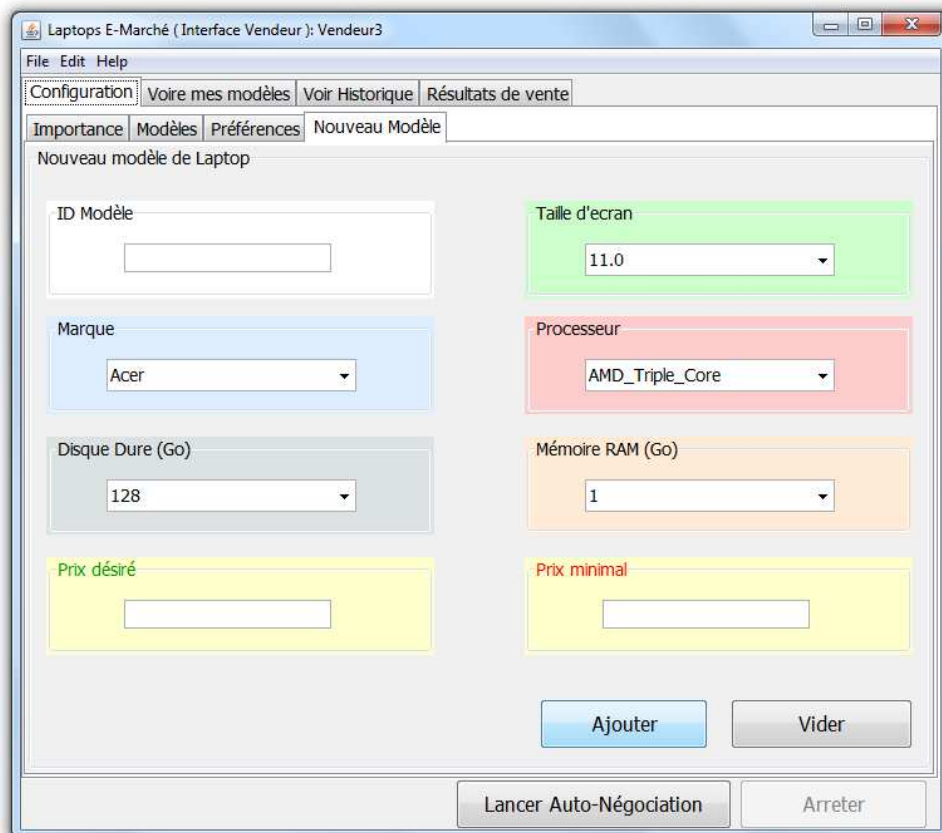 Laptops E-Marché ( Interface Vendeur ): Vendeur3
File Edit Help
Configuration Voire mes modèles Voir Historique Résultats de vente
Importance Modèles Préférences Nouveau Modèle
Nouveau modèle de Laptop
ID Modèle
Taille d'ecran
11.0
Marque
Processeur
Acer
AMD_Triple_Core
Disque Dure (Go)
Mémoire RAM (Go)
128
1
Prix désiré
Prix minimal
Ajouter
Vider
Lancer Auto-Négociation
Arreter